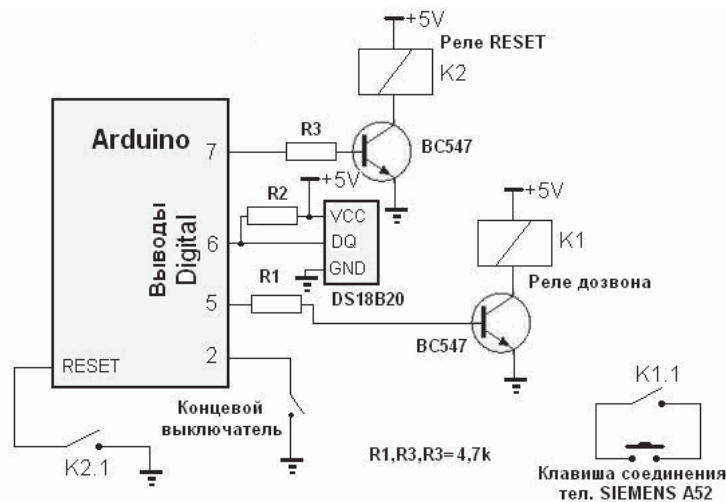 +5V
Реле RESET
K2
Arduino
R3
7
BC547
+5V
R2
VCC
+5V
Выводы
Digital
6
DQ
K1
GND
R1
DS18B20
Реле дозвона
5
BC547
2
RESET
K1.1
Концевой
выключатель
K2.1
R1,R3,R3=4,7k
Клавиша соединения
тел. SIEMENS A52